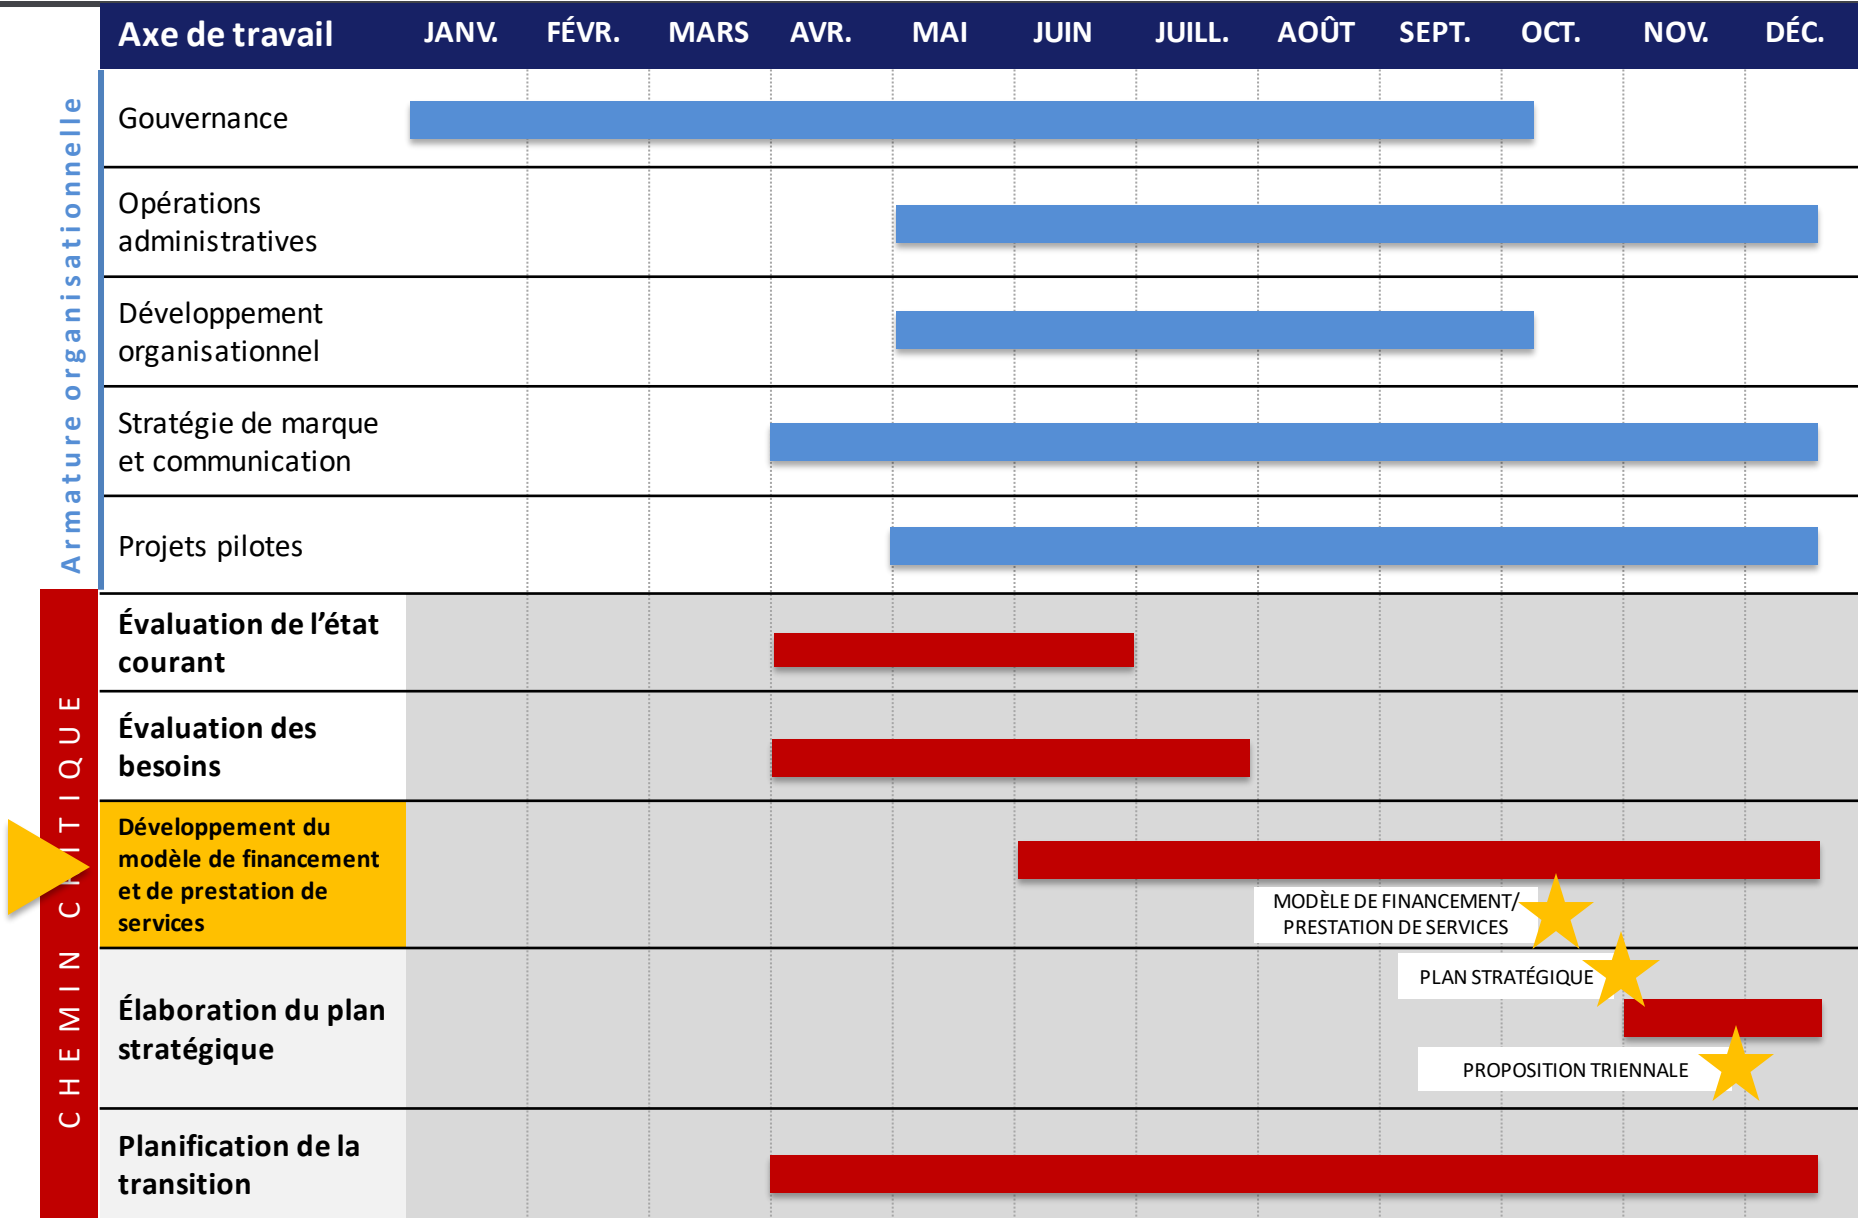 Axe de travail JANV. FÉVR. MARS AVR. MAI JUIN JUILL. AOÛT SEPT. OCT. NOV. DÉC.
Armature organisationnelle
Gouvernance
Opérations
administratives
Développement
organisationnel
Stratégie de marque
et communication
Projets pilotes
CHEMIN CRITIQUE
Évaluation de l’état
courant
Évaluation des
besoins
Développement du
modèle de financement
et de prestation de
services
MODÈLE DE FINANCEMENT/
PRESTATION DE SERVICES
Élaboration du plan
stratégique
PLAN STRATÉGIQUE
PROPOSITION TRIENNALE
Planification de la
transition